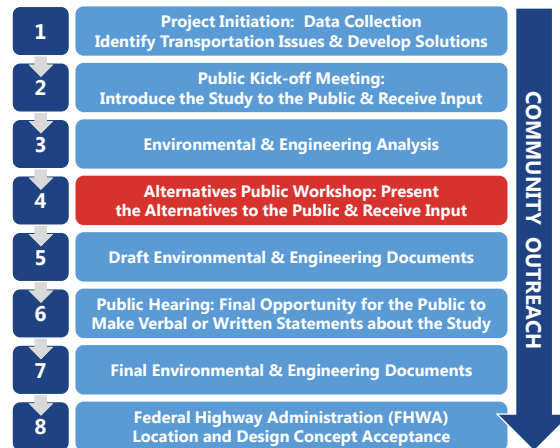 1
Project Initiation: Data Collection
Identify Transportation Issues & Develop Solutions
2
Public Kick-off Meeting:
Introduce the Study to the Public & Receive Input
3
Environmental & Engineering Analysis
4
Alternatives Public Workshop: Present
the Alternatives to the Public & Receive Input
5
Draft Environmental & Engineering Documents
6
Public Hearing: Final Opportunity for the Public to
Make Verbal or Written Statements about the Study
7
Final Environmental & Engineering Documents
8
Federal Highway Administration (FHWA)
Location and Design Concept Acceptance
COMMUNITY OUTREACH